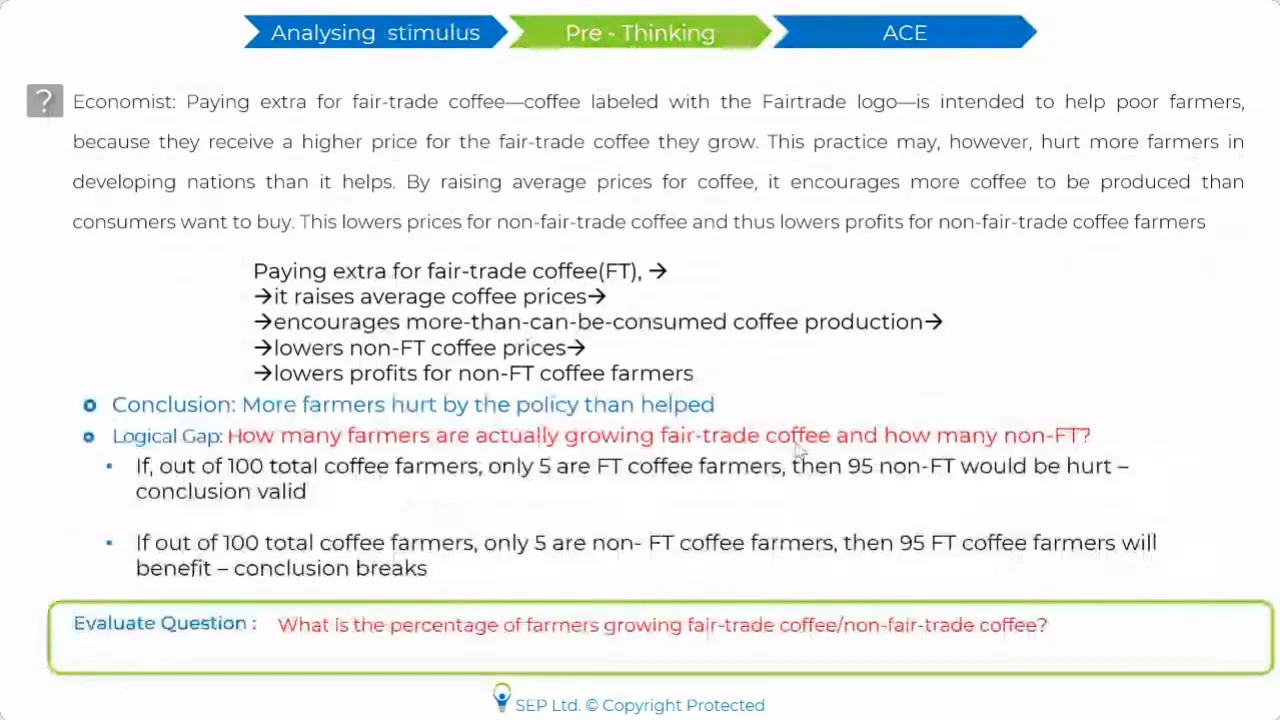 Analysing stimulus
Pre - Thinking
ACE
?
Economist: Paying extra for fair-trade coffee—coffee labeled with the Fairtrade logo—is intended to help poor farmers,
because they receive a higher price for the fair-trade coffee they grow. This practice may, however, hurt more farmers in
developing nations than it helps. By raising average prices for coffee, it encourages more coffee to be produced than
consumers want to buy. This lowers prices for non-fair-trade coffee and thus lowers profits for non-fair-trade coffee farmers
Paying extra for fair-trade coffee(FT), →
→it raises average coffee prices→
→encourages more-than-can-be-consumed coffee production→
→lowers non-FT coffee prices→
→lowers profits for non-FT coffee farmers
Conclusion: More farmers hurt by the policy than helped
Logical Gap: How many farmers are actually growing fair-trade coffee and how many non-FT?
▪ If, out of 100 total coffee farmers, only 5 are FT coffee farmers, then 95 non-FT would be hurt –
conclusion valid
▪ If out of 100 total coffee farmers, only 5 are non- FT coffee farmers, then 95 FT coffee farmers will
benefit – conclusion breaks
Evaluate Question : What is the percentage of farmers growing fair-trade coffee/non-fair-trade coffee?
SEP Ltd. © Copyright Protected